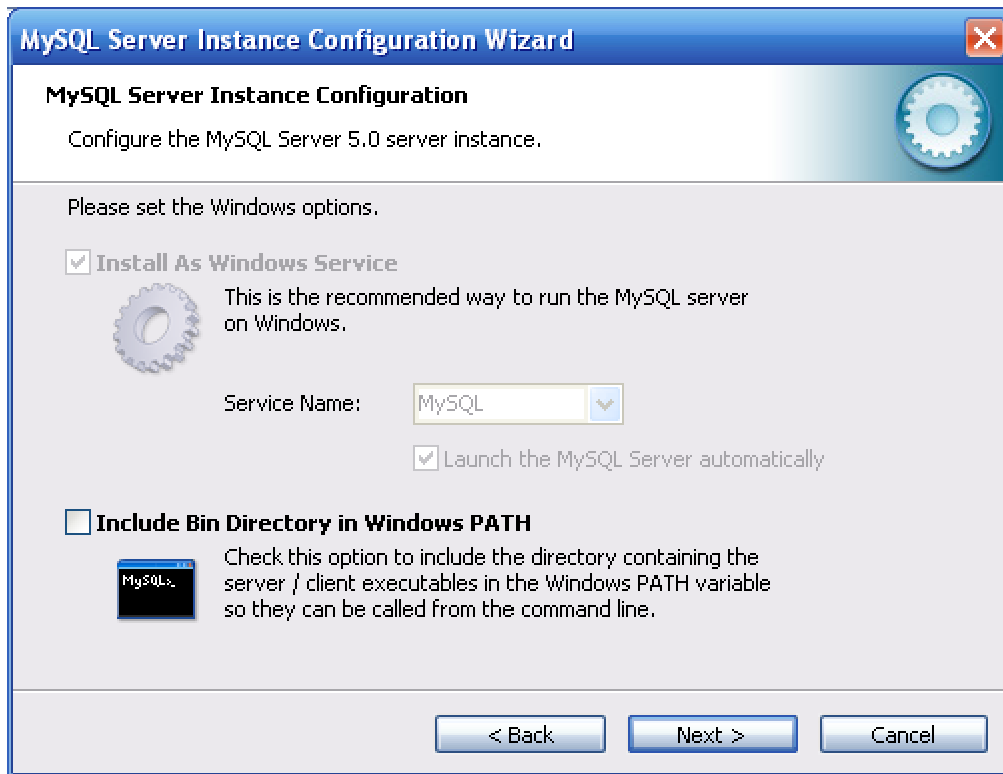 MySQL Server Instance Configuration Wizard
MySQL Server Instance Configuration
Configure the MySQL Server 5.0 server instance.
Please set the Windows options.
Install As Windows Service
This is the recommended way to run the MySQL server
on Windows.
Service Name: MySQL
Launch the MySQL Server automatically
Include Bin Directory in Windows PATH
MySQL>_
Check this option to include the directory containing the
server / client executables in the Windows PATH variable
so they can be called from the command line.
< Back Next > Cancel